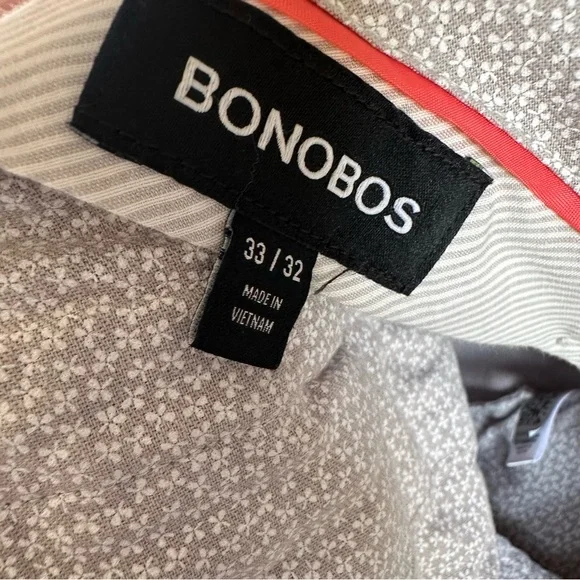 BONOBOS
33 / 32
MADE IN
VIETNAM